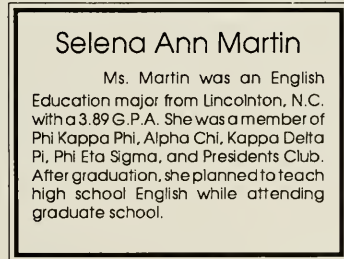 Selena Ann Martin
Ms. Martin was an English
Education major from Lincolnton, N.C.
with a 3.89 G.P.A. She was a member of
Phi Kappa Phi, Alpha Chi, Kappa Delta
Pi, Phi Eta Sigma, and Presidents Club.
After graduation, she planned to teach
high school English while attending
graduate school.